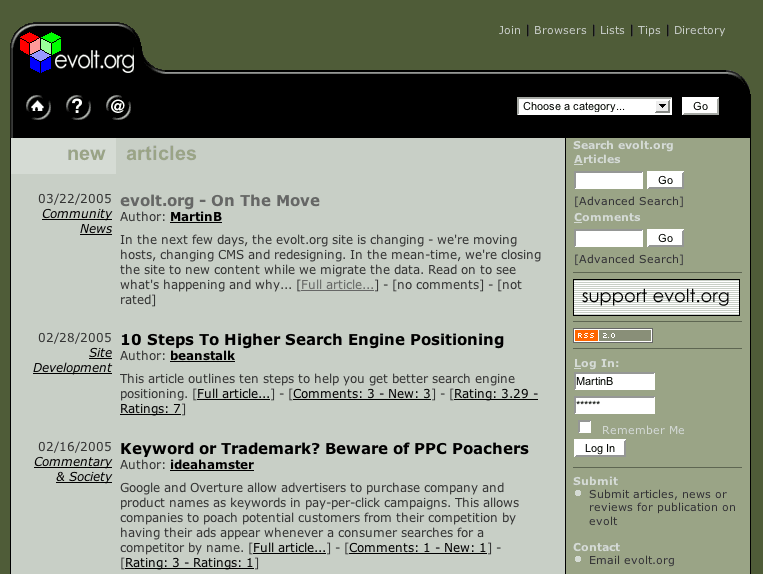 Join | Browsers | Lists | Tips | Directory
evolt.org
? @
Choose a category...
Go
new articles
03/22/2005
Community
News
evolt.org - On The Move
Author: MartinB
In the next few days, the evolt.org site is changing - we're moving
hosts, changing CMS and redesigning. In the mean-time, we're closing
the site to new content while we migrate the data. Read on to see
what's happening and why... [Full article...] - [no comments] - [not
rated]
02/28/2005
Site
Development
10 Steps To Higher Search Engine Positioning
Author: beanstalk
This article outlines ten steps to help you get better search engine
positioning. [Full article...] - [Comments: 3 - New: 3] - [Rating: 3.29 -
Ratings: 7]
02/16/2005
Commentary
& Society
Keyword or Trademark? Beware of PPC Poachers
Author: ideahamster
Google and Overture allow advertisers to purchase company and
product names as keywords in pay-per-click campaigns. This allows
companies to poach potential customers from their competition by
having their ads appear whenever a consumer searches for a
competitor by name. [Full article...] - [Comments: 1 - New: 1] -
[Rating: 3 - Ratings: 1]
Search evolt.org
Articles
Go
[Advanced Search]
Comments
Go
[Advanced Search]
support evolt.org
RSS 2.0
Log In:
MartinB
******
Remember Me
Log In
Submit
Submit articles, news or
reviews for publication on
evolt
Contact
Email evolt.org